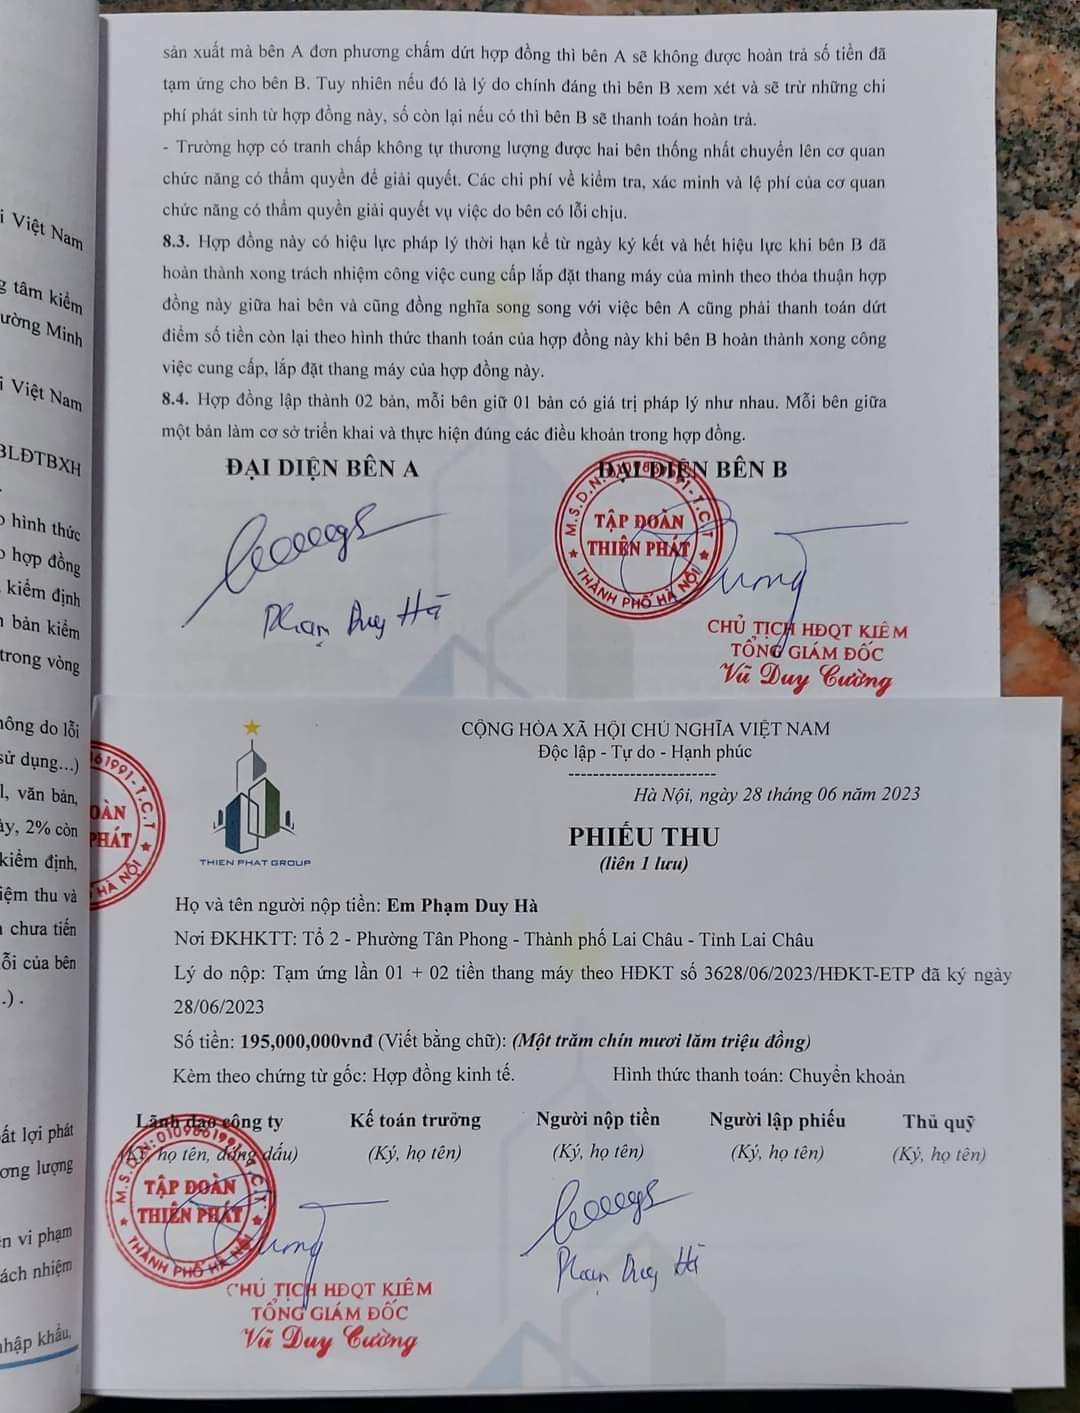 sản xuất mà bên A đơn phương chấm dứt hợp đồng thì bên A sẽ không được hoàn trả số tiền đã
tạm ứng cho bên B. Tuy nhiên nếu đó là lý do chính đáng thì bên B xem xét và sẽ trừ những chi
phí phát sinh từ hợp đồng này, số còn lại nếu có thì bên B sẽ thanh toán hoàn trả.
- Trường hợp có tranh chấp không tự thương lượng được hai bên thống nhất chuyển lên cơ quan
chức năng có thẩm quyền để giải quyết. Các chi phí về kiểm tra, xác minh và lệ phí của cơ quan
chức năng có thẩm quyền giải quyết vụ việc do bên có lỗi chịu.
8.3. Hợp đồng này có hiệu lực pháp lý thời hạn kể từ ngày ký kết và hết hiệu lực khi bên B đã
hoàn thành xong trách nhiệm công việc cung cấp lắp đặt thang máy của mình theo thỏa thuận hợp
đồng này giữa hai bên và cũng đồng nghĩa song song với việc bên A cũng phải thanh toán dứt
điểm số tiền còn lại theo hình thức thanh toán của hợp đồng này khi bên B hoàn thành xong công
việc cung cấp, lắp đặt thang máy của hợp đồng này.
8.4. Hợp đồng lập thành 02 bản, mỗi bên giữ 01 bản có giá trị pháp lý như nhau. Mỗi bên giữa
một bản làm cơ sở triển khai và thực hiện đúng các điều khoản trong hợp đồng.
ĐẠI DIỆN BÊN A
ĐẠI DIỆN BÊN B
TẬP ĐOÀN
THIÊN PHÁT
THÀNH PHỐ HÀ NỘI
Phạm Duy Hà
CHỦ TỊCH HĐQT KIÊM
TỔNG GIÁM ĐỐC
Vũ Duy Cường
i Việt Nam
g tâm kiểm
ường Minh
i Việt Nam
BLĐTBXH
hình thức
hợp đồng
kiểm định
bản kiểm
trong vòng
hông do lỗi
sử dụng...)
l, văn bản,
ày, 2% còn
kiểm định,
iệm thu và
chưa tiến
ỗi của bên
.) .
ất lợi phát
ơng lượng
ên vi phạm
ách nhiệm
nhập khẩu,
THIEN PHAT GROUP
CỘNG HÒA XÃ HỘI CHỦ NGHĨA VIỆT NAM
Độc lập - Tự do - Hạnh phúc
------------------------
Hà Nội, ngày 28 tháng 06 năm 2023
PHIẾU THU
(liên 1 lưu)
Họ và tên người nộp tiền: Em Phạm Duy Hà
Nơi ĐKHKTT: Tổ 2 - Phường Tân Phong - Thành phố Lai Châu - Tỉnh Lai Châu
Lý do nộp: Tạm ứng lần 01 + 02 tiền thang máy theo HĐKT số 3628/06/2023/HĐKT-ETP đã ký ngày
28/06/2023
Số tiền: 195,000,000vnđ (Viết bằng chữ): (Một trăm chín mươi lăm triệu đồng)
Kèm theo chứng từ gốc: Hợp đồng kinh tế. Hình thức thanh toán: Chuyển khoản
Lãnh đạo công ty Kế toán trưởng Người nộp tiền Người lập phiếu Thủ quỹ
(Ký, họ tên, đóng dấu) (Ký, họ tên) (Ký, họ tên) (Ký, họ tên) (Ký, họ tên)
M.S.D.N: 0109661991-T.C.T
TẬP ĐOÀN
THIÊN PHÁT
THÀNH PHỐ HÀ NỘI
Phạm Duy Hà
CHỦ TỊCH HĐQT KIÊM
TỔNG GIÁM ĐỐC
Vũ Duy Cường